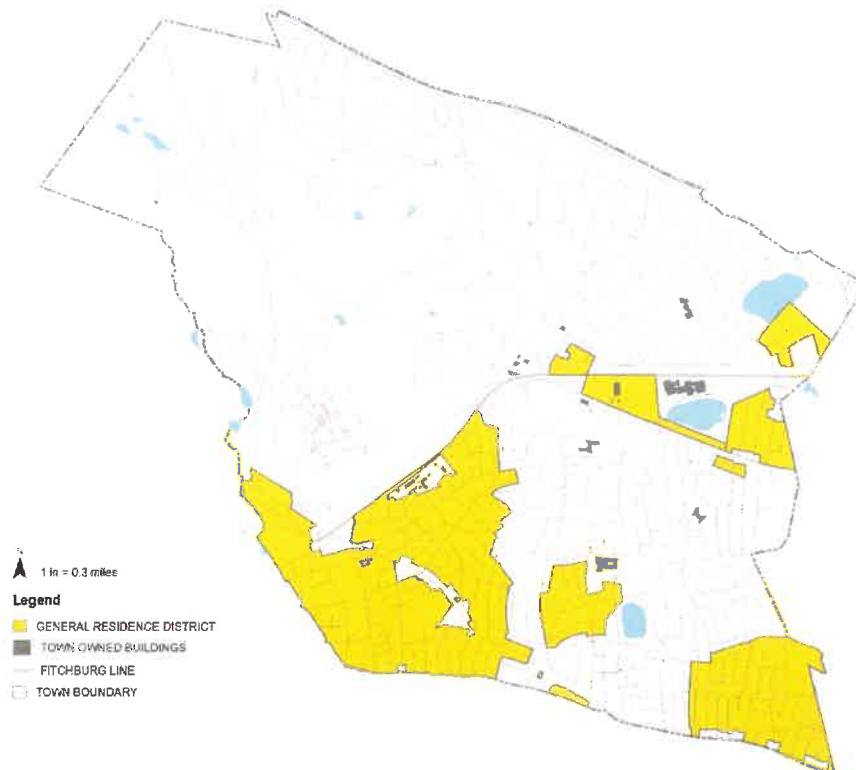 N
1 in = 0.3 miles
Legend
GENERAL RESIDENCE DISTRICT
TOWN OWNED BUILDINGS
FITCHBURG LINE
TOWN BOUNDARY